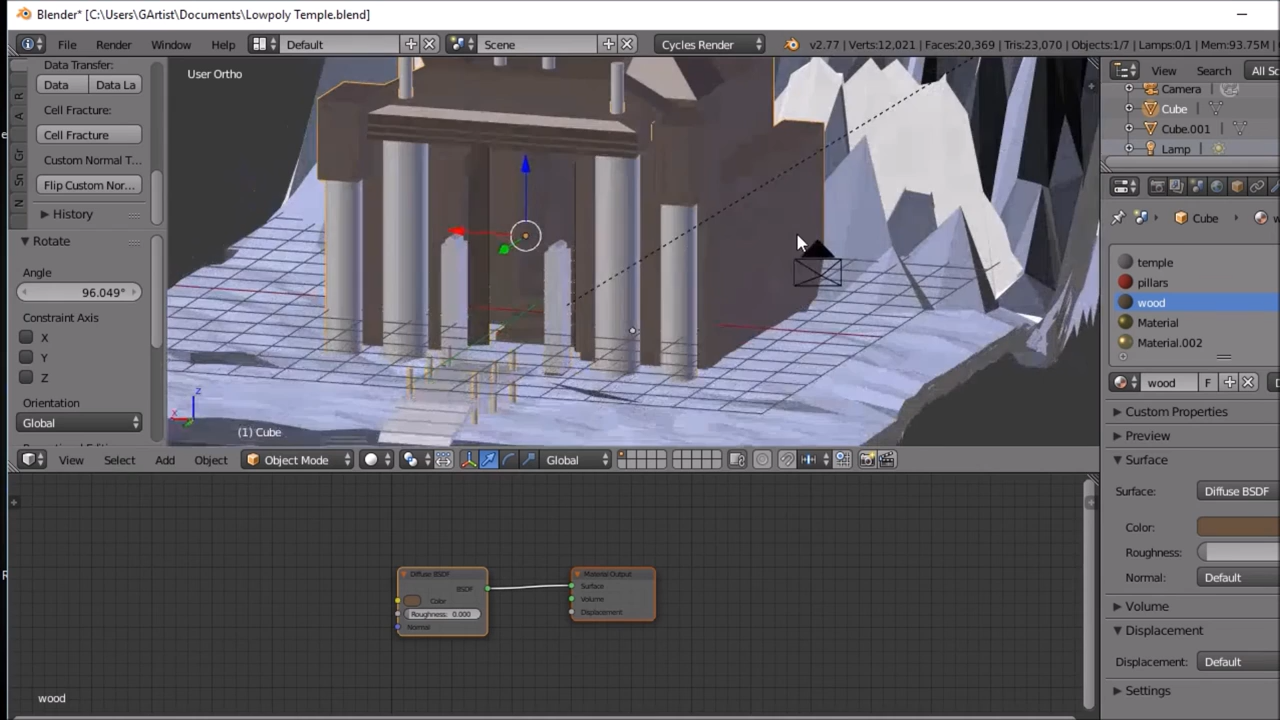 Blender* [C:\Users\GArtist\Documents\Lowpoly Temple.blend]
File Render Window Help Default Scene Cycles Render v2.77 | Verts:12,021 | Faces:20,369 | Tris:23,070 | Objects:1/7 | Lamps:0/1 | Mem:93.75M |
Data Transfer:
Data Data La
Cell Fracture:
Cell Fracture
Custom Normal T...
Flip Custom Nor...
History
Rotate
Angle
96.049°
Constraint Axis
X
Y
Z
Orientation
Global
R
A
Gr
Sn
N
User Ortho
z
x
(1) Cube
View Select Add Object Object Mode Global
Diffuse BSDF
BSDF
Color
Roughness: 0.000
Normal
Material Output
Surface
Volume
Displacement
wood
View Search All Sc
Camera
Cube
Cube.001
Lamp
Cube
temple
pillars
wood
Material
Material.002
wood F
Custom Properties
Preview
Surface
Surface: Diffuse BSDF
Color:
Roughness:
Normal: Default
Volume
Displacement
Displacement: Default
Settings